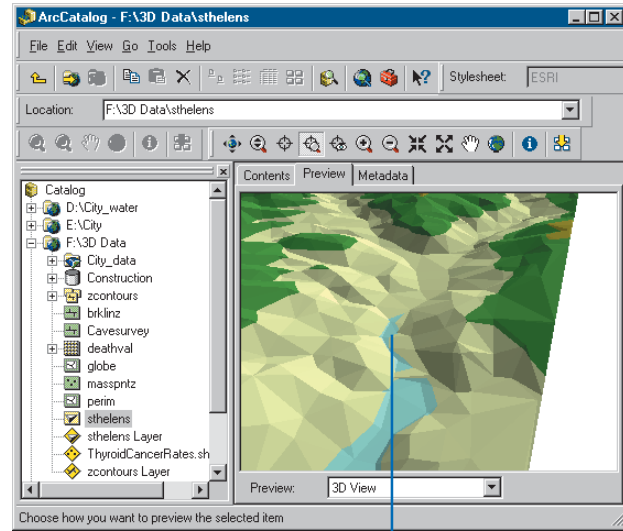 ArcCatalog - F:\3D Data\sthelens
File Edit View Go Tools Help
Stylesheet: ESRI
Location: F:\3D Data\sthelens
Contents Preview Metadata
Catalog
D:\City_water
E:\City
F:\3D Data
City_data
Construction
zcontours
brklinz
Cavesurvey
deathval
globe
masspntz
perim
sthelens
sthelens Layer
ThyroidCancerRates.sh
zcontours Layer
Preview: 3D View
Choose how you want to preview the selected item